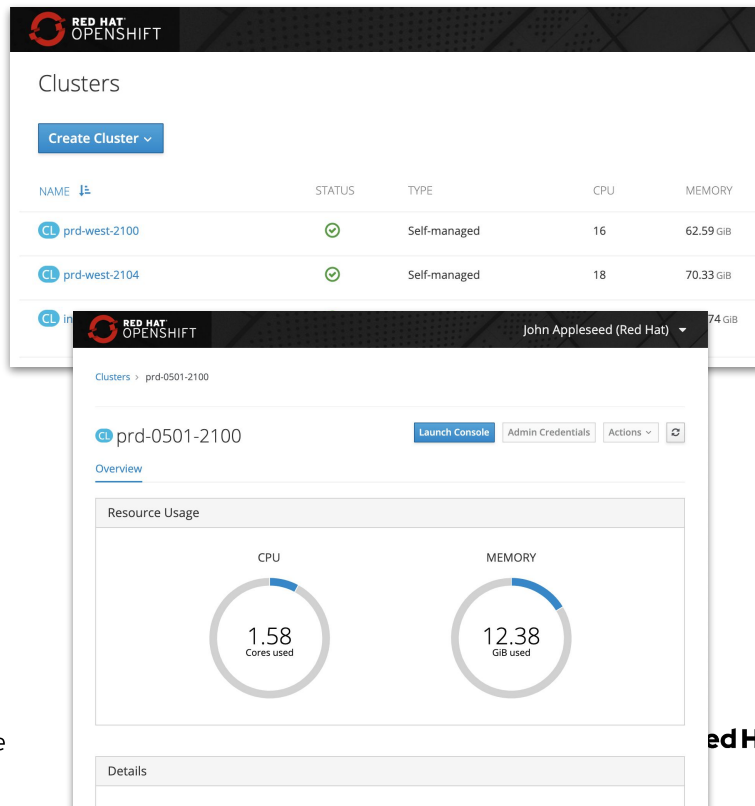 RED HAT
OPENSHIFT
Clusters
Create Cluster
NAME STATUS TYPE CPU MEMORY
CL prd-west-2100 Self-managed 16 62.59 GiB
CL prd-west-2104 Self-managed 18 70.33 GiB
CL in 74 GiB
RED HAT
OPENSHIFT
John Appleseed (Red Hat)
Clusters > prd-0501-2100
CL prd-0501-2100
Launch Console Admin Credentials Actions
Overview
Resource Usage
CPU MEMORY
1.58 12.38
Cores used GiB used
e ed H
Details